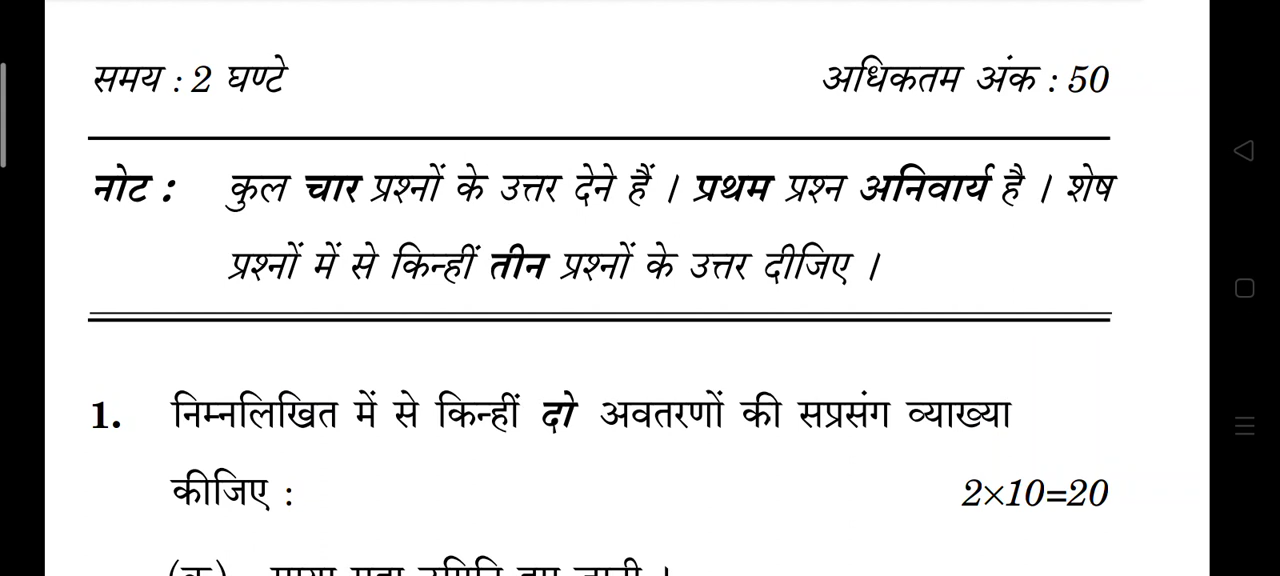 समय : 2 घण्टे अधिकतम अंक : 50
नोट : कुल चार प्रश्नों के उत्तर देने हैं । प्रथम प्रश्न अनिवार्य है । शेष
प्रश्नों में से किन्हीं तीन प्रश्नों के उत्तर दीजिए ।
1. निम्नलिखित में से किन्हीं दो अवतरणों की सप्रसंग व्याख्या
कीजिए : 2×10=20